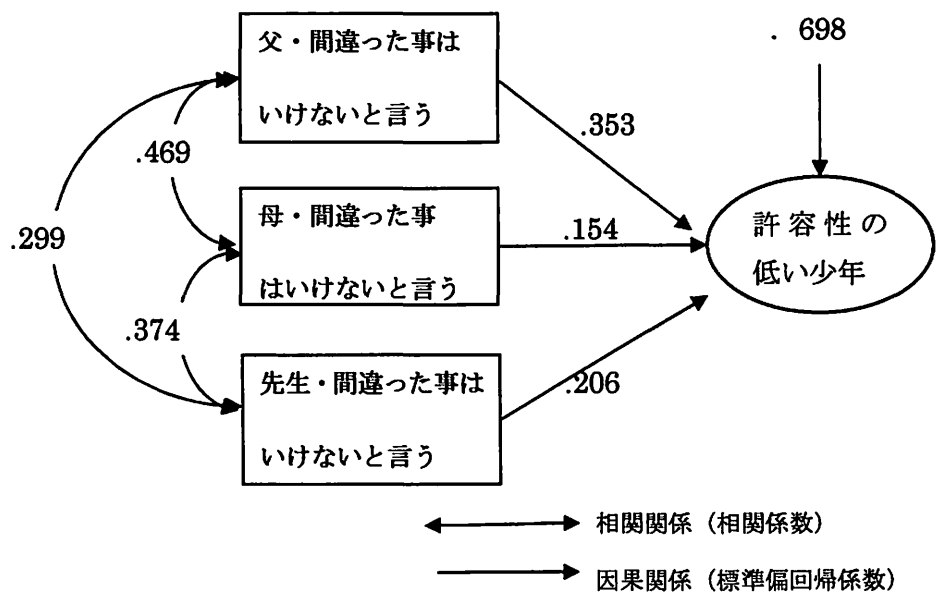 父・間違った事は
いけないと言う
. 698
.353
.469
母・間違った事
はいけないと言う
.154
許容性の
低い少年
.299
.374
先生・間違った事は
いけないと言う
.206
相関関係（相関係数）
因果関係（標準偏回帰係数）